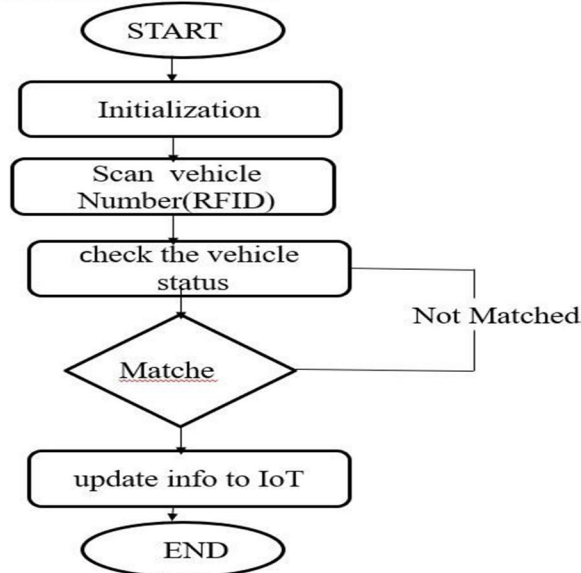 START
Initialization
Scan vehicle
Number(RFID)
check the vehicle
status
Not Matched
Matche
update info to IoT
END